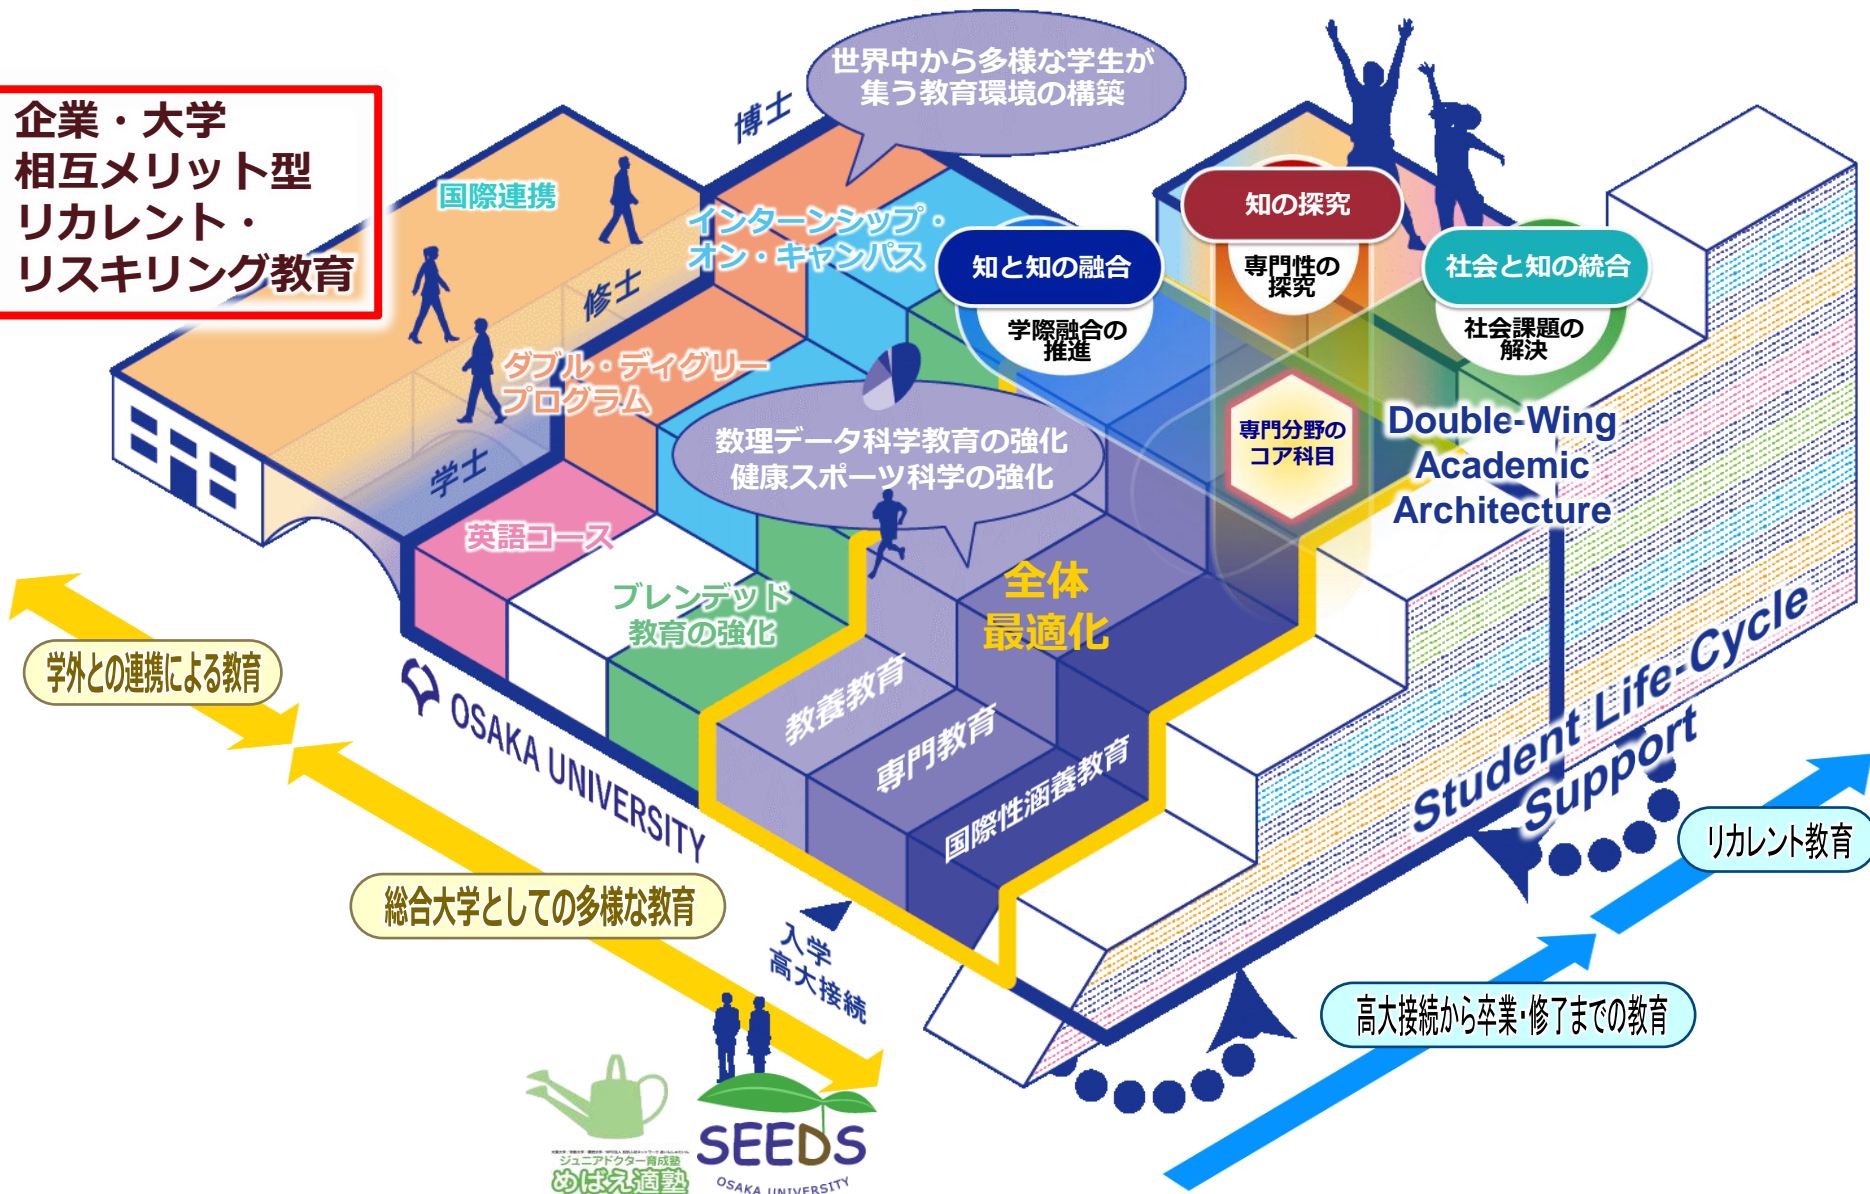 世界中から多様な学生が
集う教育環境の構築
企業・大学
相互メリット型
リカレント・
リスキリング教育
博士
国際連携
インターンシップ・
オン・キャンパス
修士
知の探究
専門性の
探究
知と知の融合
学際融合の
推進
社会と知の統合
社会課題の
解決
ダブル・ディグリー
プログラム
数理データ科学教育の強化
健康スポーツ科学の強化
専門分野の
コア科目
Double-Wing
Academic
Architecture
学士
英語コース
ブレンデッド
教育の強化
全体
最適化
学外との連携による教育
OSAKA UNIVERSITY
教養教育
専門教育
国際性涵養教育
Student Life-Cycle
Support
リカレント教育
総合大学としての多様な教育
入学
高大接続
高大接続から卒業・修了までの教育
ジュニアドクター育成塾
めばえ適塾
SEEDS
OSAKA UNIVERSITY